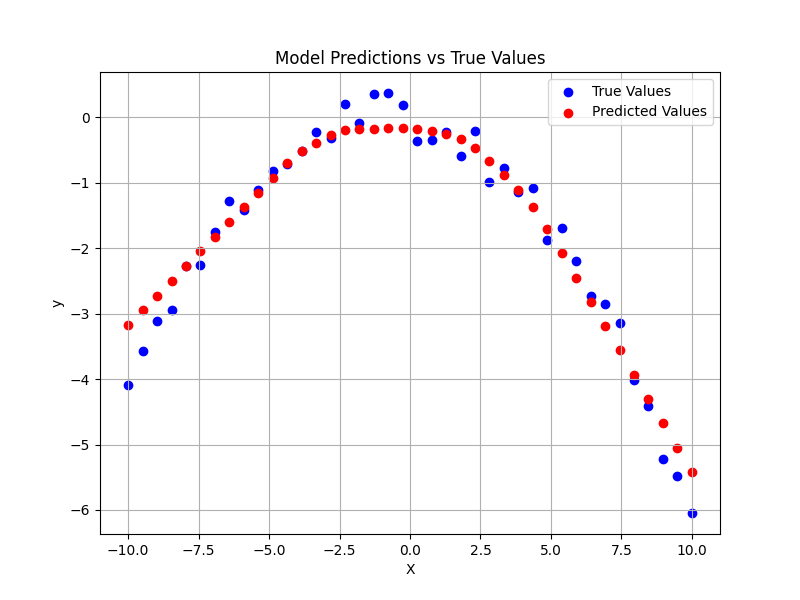 Model Predictions vs True Values
True Values
Predicted Values
0
−1
−2
−3
−4
−5
−6
y
−10.0 −7.5 −5.0 −2.5 0.0 2.5 5.0 7.5 10.0
X